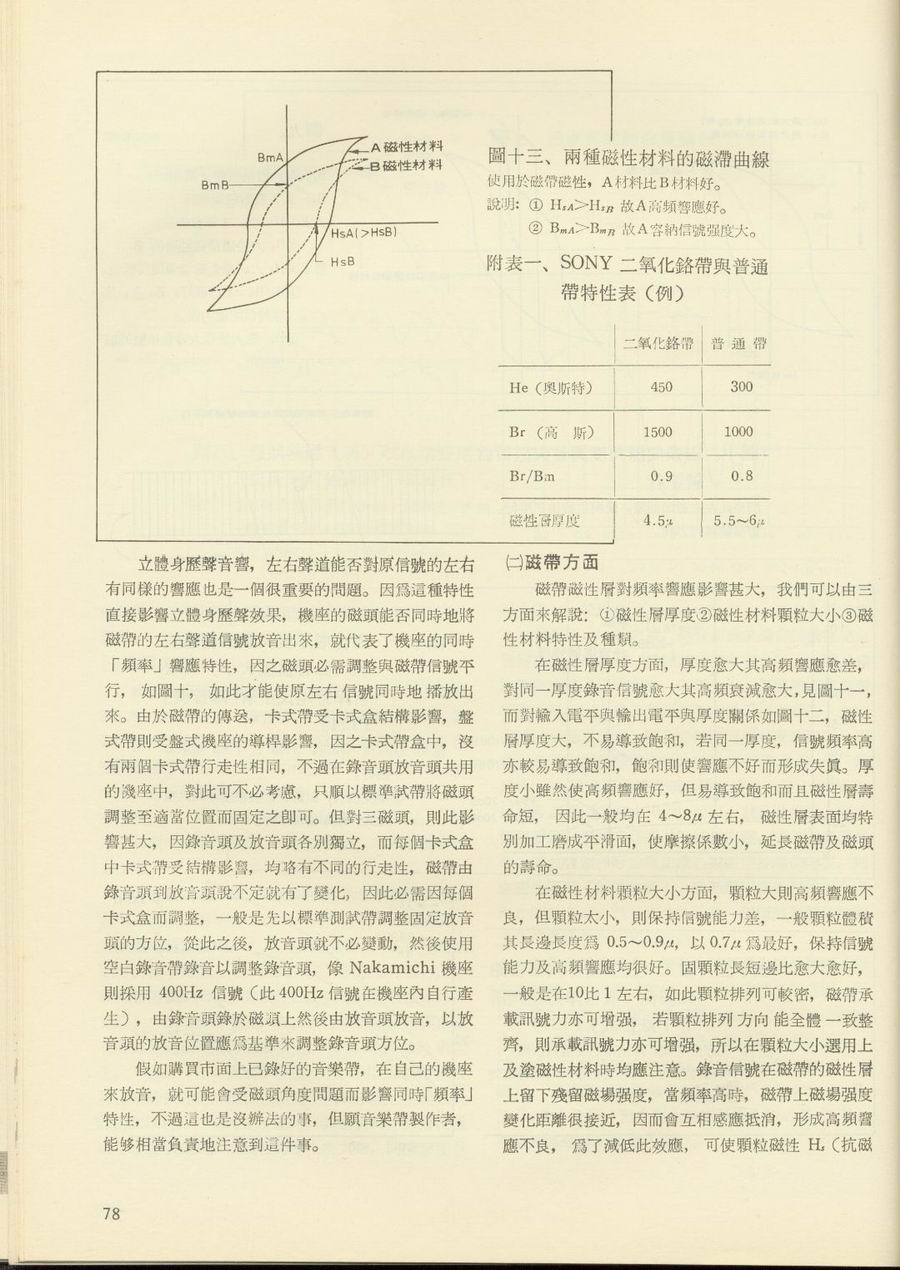 BmA
A磁性材料
B磁性材料
BmB
HsA(>HsB)
HsB
圖十三、兩種磁性材料的磁滯曲線
使用於磁帶磁性，A材料比B材料好。
說明：① HsA>HsB 故A高頻響應好。
② BmA>BmB 故A容納信號强度大。
附表一、SONY 二氧化鉻帶與普通
帶特性表（例）
二氧化鉻帶 普通帶
He（奧斯特） 450 300
Br （高　斯） 1500 1000
Br/Bm 0.9 0.8
磁性層厚度 4.5μ 5.5～6μ
立體身歷聲音響，左右聲道能否對原信號的左右
有同樣的響應也是一個很重要的問題。因爲這種特性
直接影響立體身歷聲效果，機座的磁頭能否同時地將
磁帶的左右聲道信號放音出來，就代表了機座的同時
「頻率」響應特性，因之磁頭必需調整與磁帶信號平
行，如圖十，如此才能使原左右信號同時地播放出
來。由於磁帶的傳送，卡式帶受卡式盒結構影響，盤
式帶則受盤式機座的導桿影響，因之卡式帶盒中，沒
有兩個卡式帶行走性相同，不過在錄音頭放音頭共用
的機座中，對此可不必考慮，只順以標準試帶將磁頭
調整至適當位置而固定之卽可。但對三磁頭，則此影
響甚大，因錄音頭及放音頭各別獨立，而每個卡式盒
中卡式帶受結構影響，均略有不同的行走性，磁帶由
錄音頭到放音頭說不定就有了變化，因此必需因每個
卡式盒而調整，一般是先以標準測試帶調整固定放音
頭的方位，從此之後，放音頭就不必變動，然後使用
空白錄音帶錄音以調整錄音頭，像 Nakamichi 機座
則採用 400Hz 信號（此400Hz信號在機座內自行產
生），由錄音頭錄於磁頭上然後由放音頭放音，以放
音頭的放音位置應爲基準來調整錄音頭方位。
假如購買市面上已錄好的音樂帶，在自己的機座
來放音，就可能會受磁頭角度問題而影響同時「頻率」
特性，不過這也是沒辦法的事，但願音樂帶製作者，
能够相當負責地注意到這件事。
㈡磁帶方面
磁帶磁性層對頻率響應影響甚大，我們可以由三
方面來解說：①磁性層厚度②磁性材料顆粒大小③磁
性材料特性及種類。
在磁性層厚度方面，厚度愈大其高頻響應愈差，
對同一厚度錄音信號愈大其高頻衰減愈大，見圖十一，
而對輸入電平與輸出電平與厚度關係如圖十二，磁性
層厚度大，不易導致飽和，若同一厚度，信號頻率高
亦較易導致飽和，飽和則使響應不好而形成失眞。厚
度小雖然使高頻響應好，但易導致飽和而且磁性層壽
命短，因此一般均在 4～8μ 左右，磁性層表面均特
別加工磨成平滑面，使摩擦係數小，延長磁帶及磁頭
的壽命。
在磁性材料顆粒大小方面，顆粒大則高頻響應不
良，但顆粒太小，則保持信號能力差，一般顆粒體積
其長邊長度爲 0.5～0.9μ，以0.7μ爲最好，保持信號
能力及高頻響應均很好。固顆粒長短邊比愈大愈好，
一般是在10比1左右，如此顆粒排列可較密，磁帶承
載訊號力亦可增强，若顆粒排列方向能全體一致整
齊，則承載訊號力亦可增强，所以在顆粒大小選用上
及塗磁性材料時均應注意。錄音信號在磁帶的磁性層
上留下殘留磁場强度，當頻率高時，磁帶上磁場强度
變化距離很接近，因而會互相感應抵消，形成高頻響
應不良，爲了減低此效應，可使顆粒磁性 Hs（抗磁
78